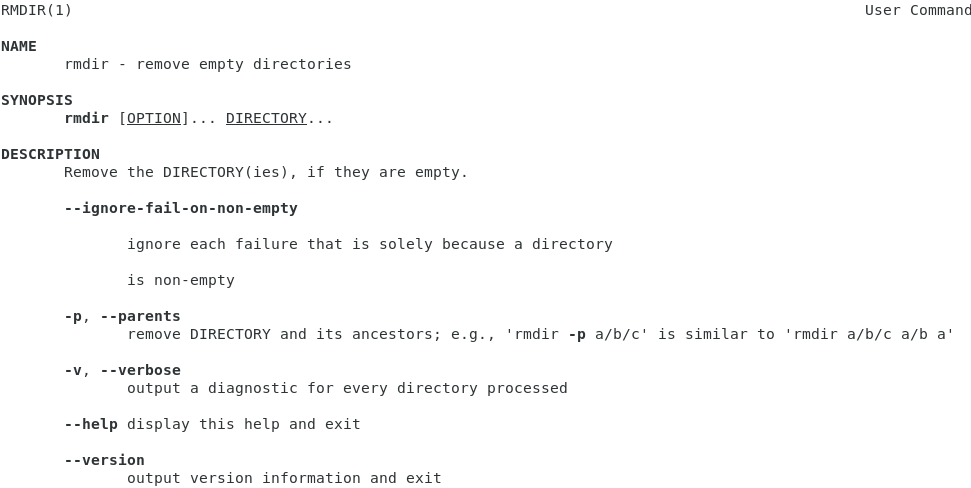 RMDIR(1) User Command
NAME
rmdir - remove empty directories
SYNOPSIS
rmdir [OPTION]... DIRECTORY...
DESCRIPTION
Remove the DIRECTORY(ies), if they are empty.
--ignore-fail-on-non-empty
ignore each failure that is solely because a directory
is non-empty
-p, --parents
remove DIRECTORY and its ancestors; e.g., 'rmdir -p a/b/c' is similar to 'rmdir a/b/c a/b a'
-v, --verbose
output a diagnostic for every directory processed
--help display this help and exit
--version
output version information and exit